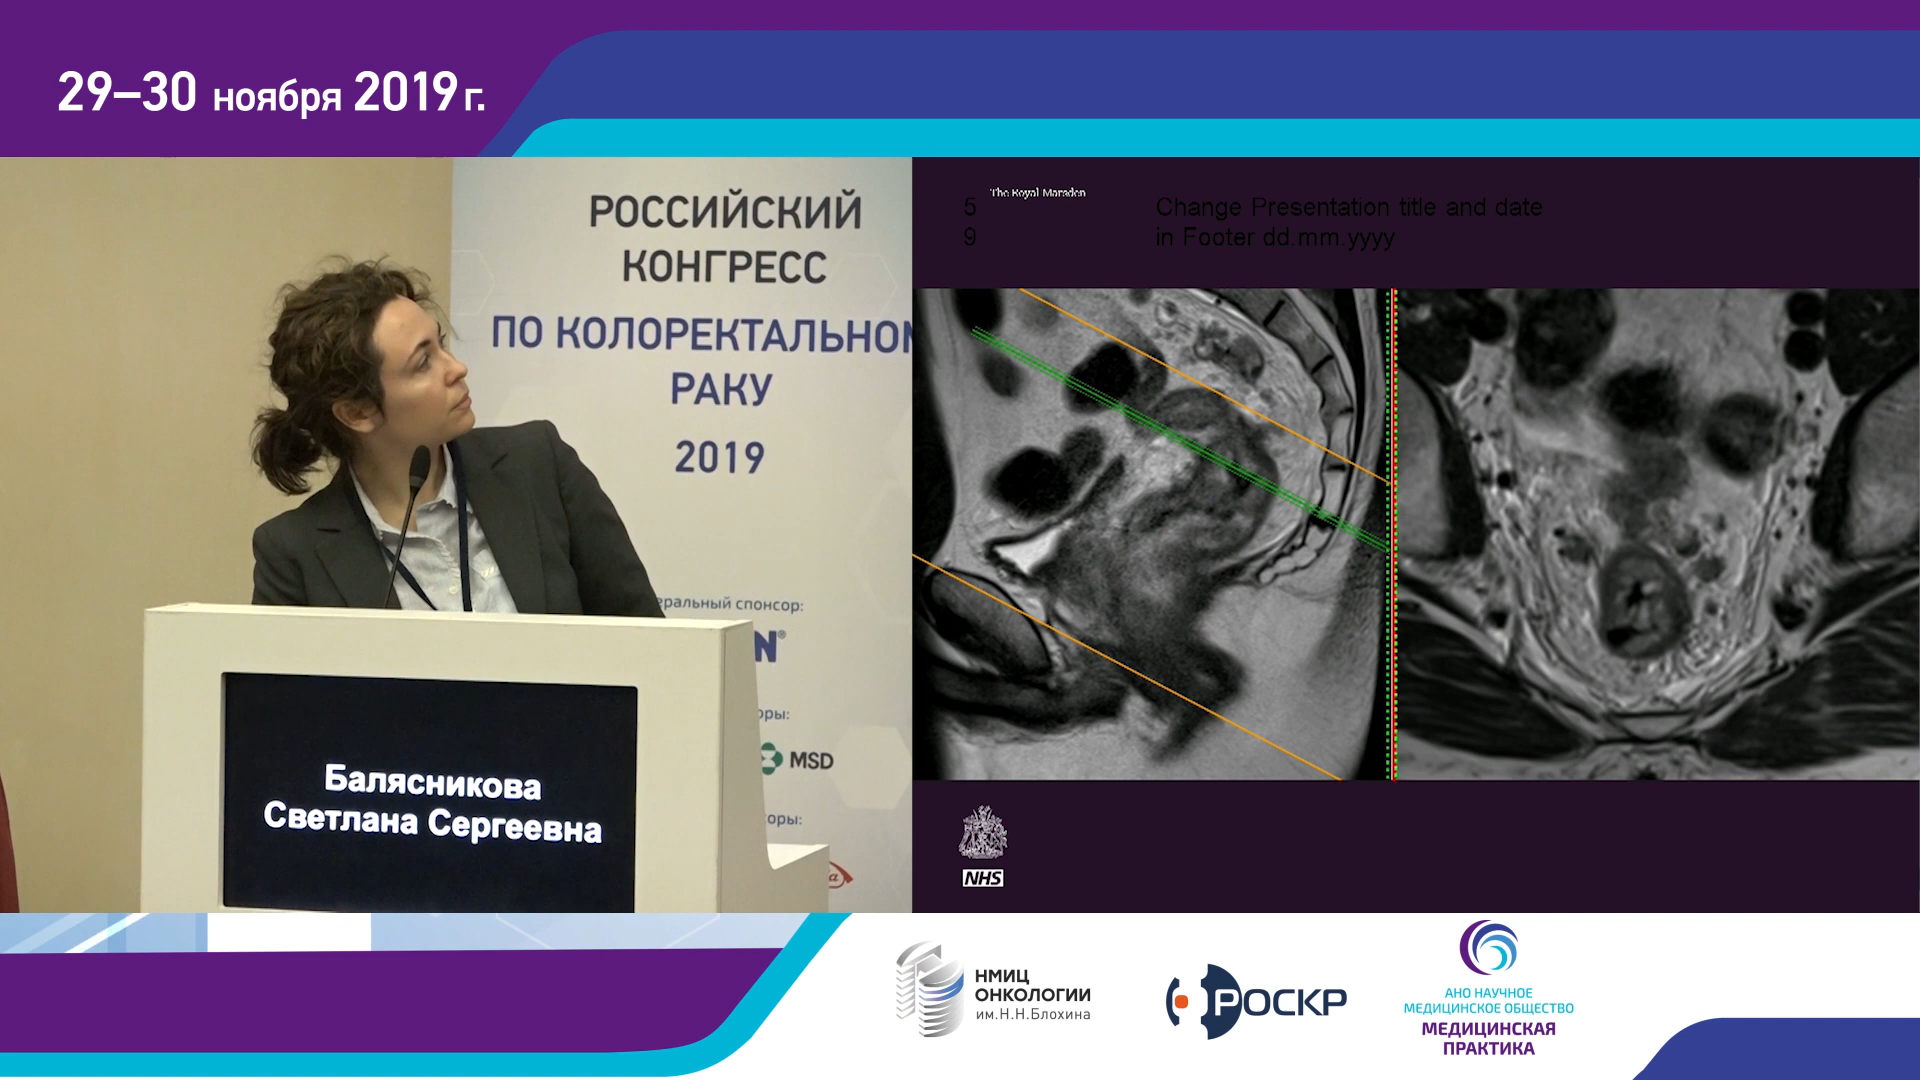 29–30 ноября 2019 г.
РОССИЙСКИЙ
КОНГРЕСС
ПО КОЛОРЕКТАЛЬНОМ
РАКУ
2019
еральный спонсор:
N®
оры:
MSD
оры:
a
Балясникова
Светлана Сергеевна
The Royal Marsden
5
9
Change Presentation title and date
in Footer dd.mm.yyyy
NHS
НМИЦ
ОНКОЛОГИИ
им.Н.Н.Блохина
РОСКР
АНО НАУЧНОЕ
МЕДИЦИНСКОЕ ОБЩЕСТВО
МЕДИЦИНСКАЯ
ПРАКТИКА